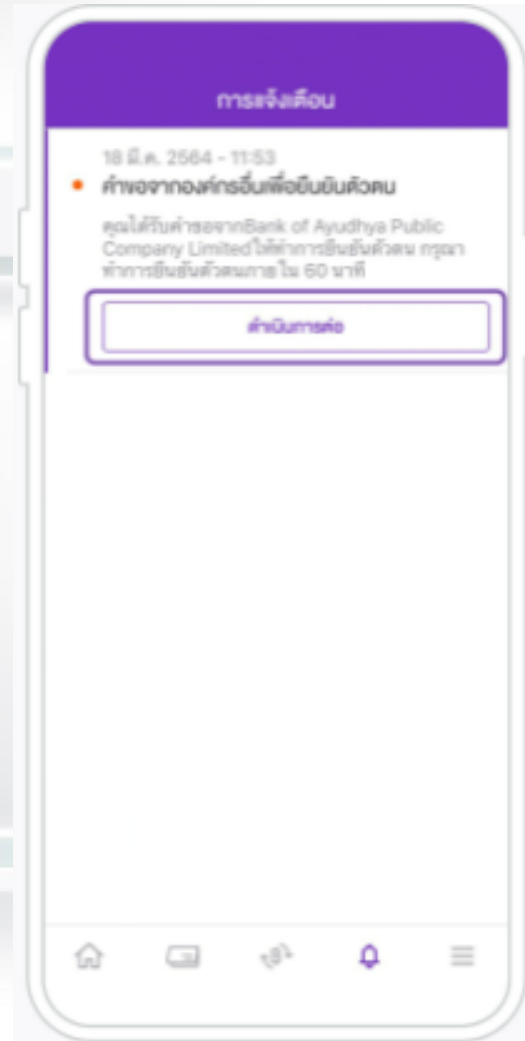 การแจ้งเตือน
18 มี.ค. 2564 - 11:53
คำขอจากองค์กรอื่นเพื่อยืนยันตัวตน
คุณได้รับคำขอจากBank of Ayudhya Public
Company Limitedให้ทำการยืนยันตัวตน กรุณา
ทำการยืนยันตัวตนภายใน 60 นาที
ดำเนินการต่อ